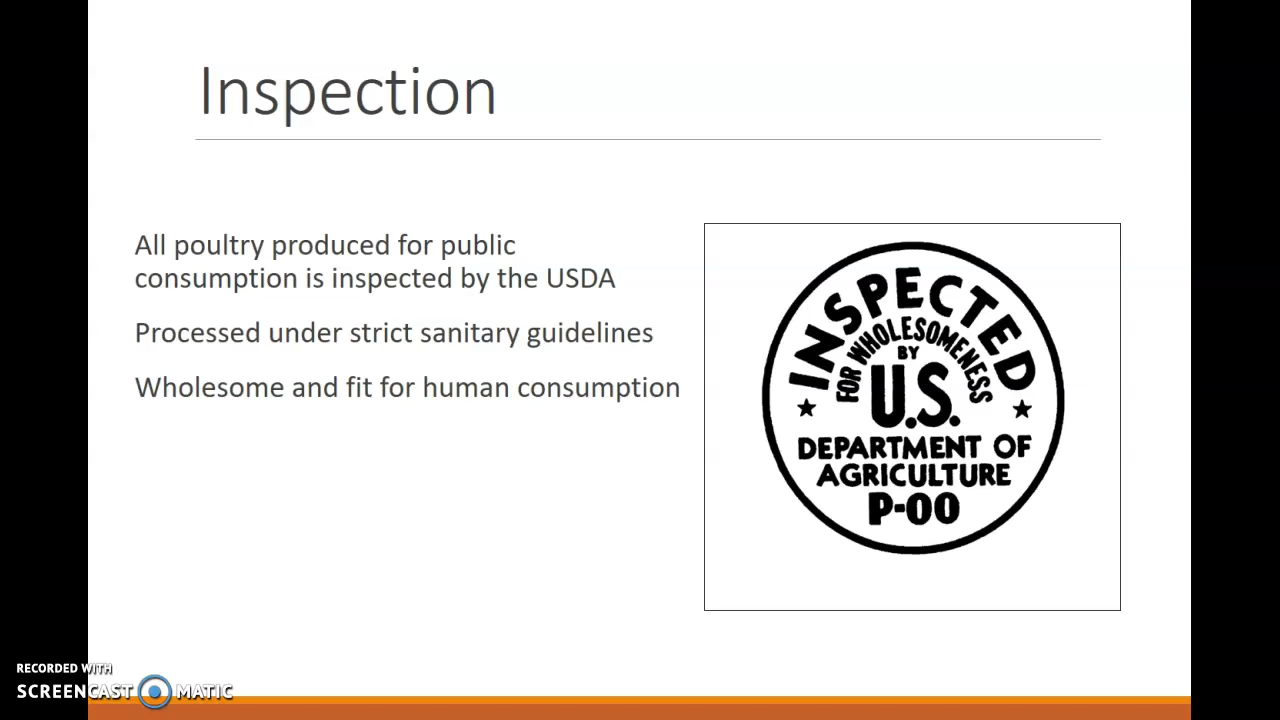 Inspection
All poultry produced for public
consumption is inspected by the USDA
Processed under strict sanitary guidelines
Wholesome and fit for human consumption
INSPECTED
FOR WHOLESOMENESS
BY
U.S.
DEPARTMENT OF
AGRICULTURE
P-00
RECORDED WITH
SCREENCAST MATIC